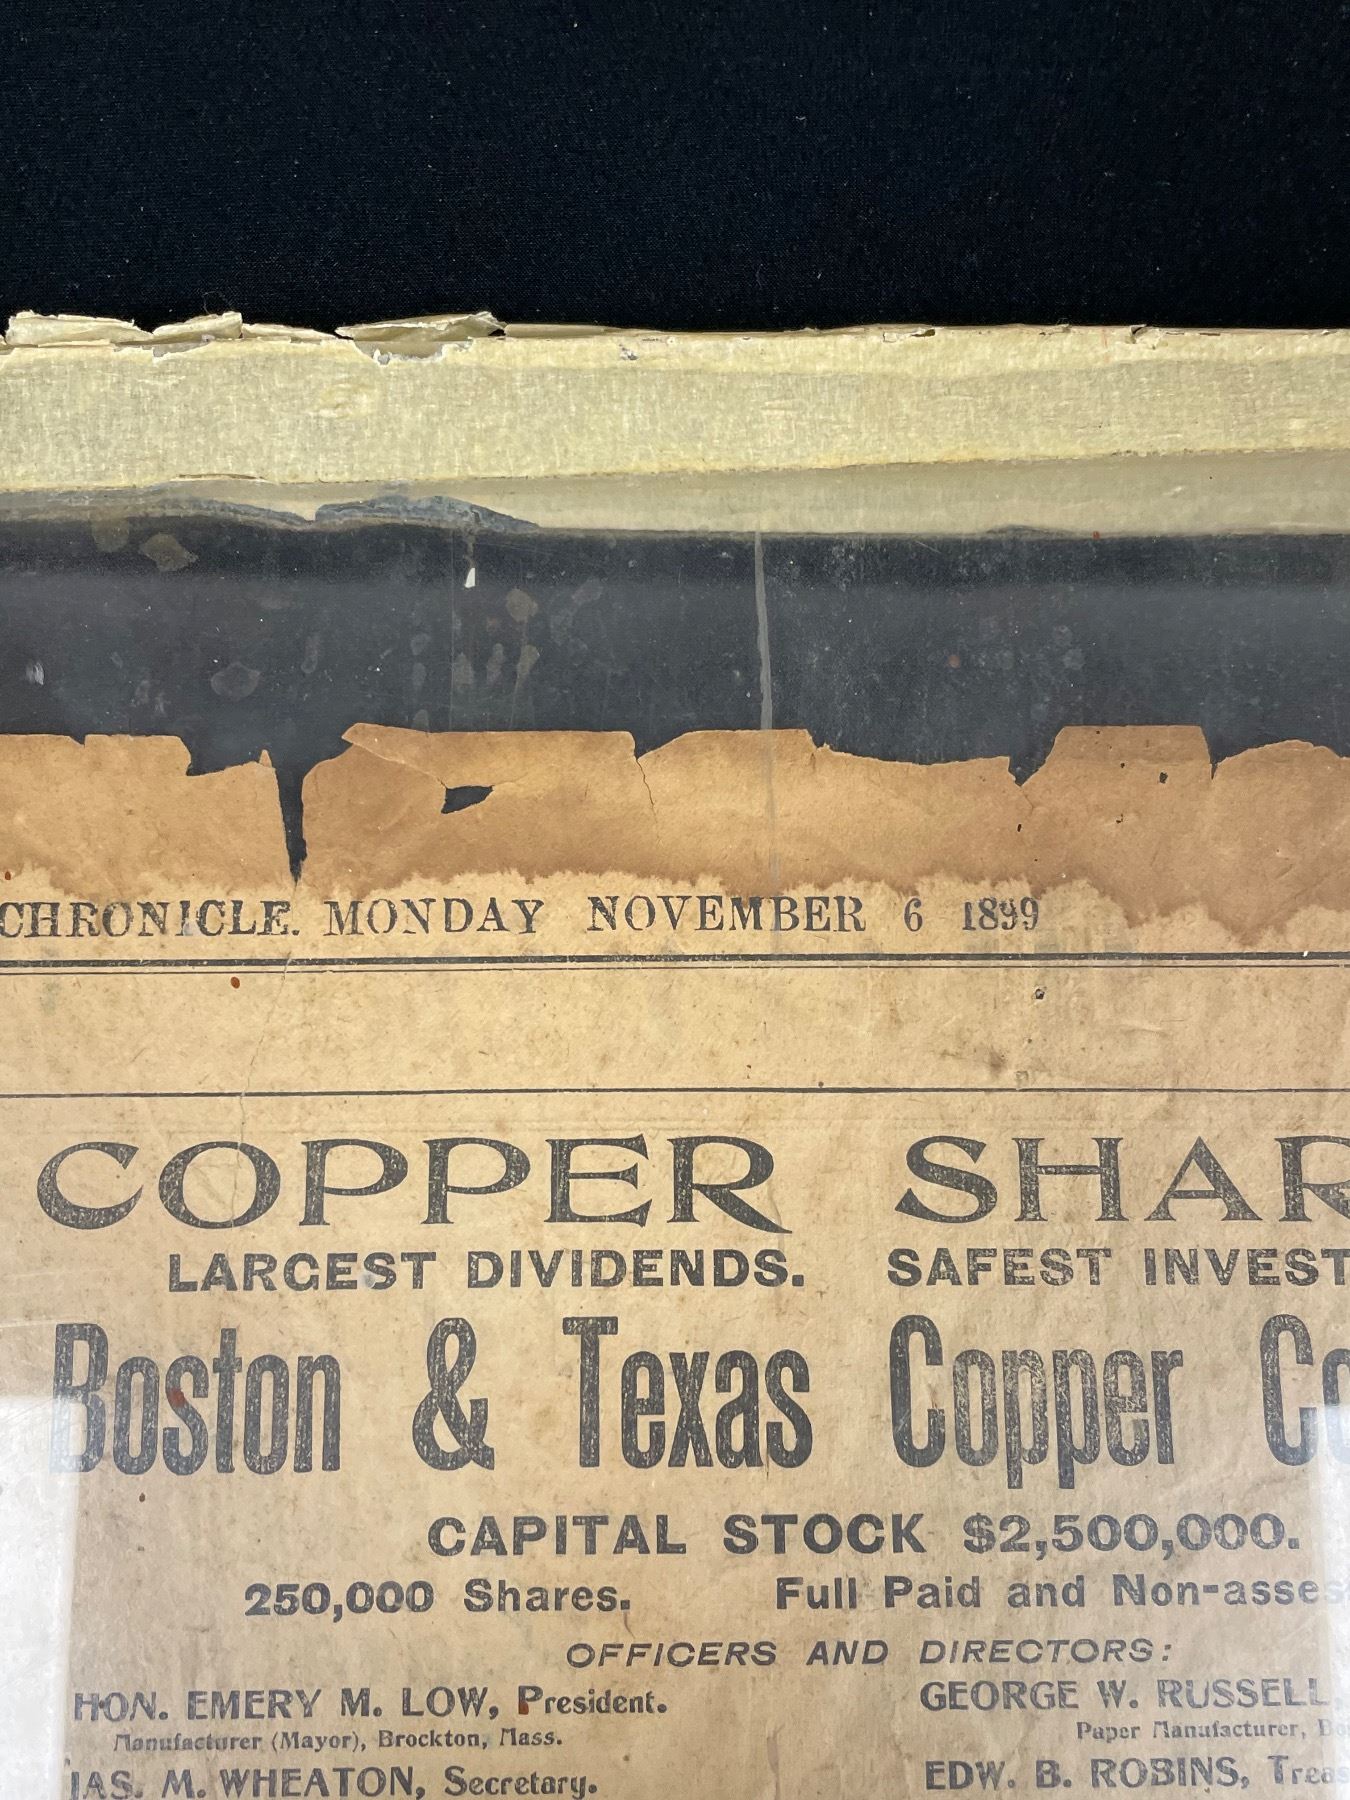 CHRONICLE. MONDAY NOVEMBER 6 1899
COPPER SHAR
LARGEST DIVIDENDS. SAFEST INVEST
Boston & Texas Copper Co
CAPITAL STOCK $2,500,000.
250,000 Shares. Full Paid and Non-asses
OFFICERS AND DIRECTORS:
HON. EMERY M. LOW, President. GEORGE W. RUSSELL,
Manufacturer (Mayor), Brockton, Mass. Paper Manufacturer, Bo
JAS. M. WHEATON, Secretary. EDW. B. ROBINS, Treas